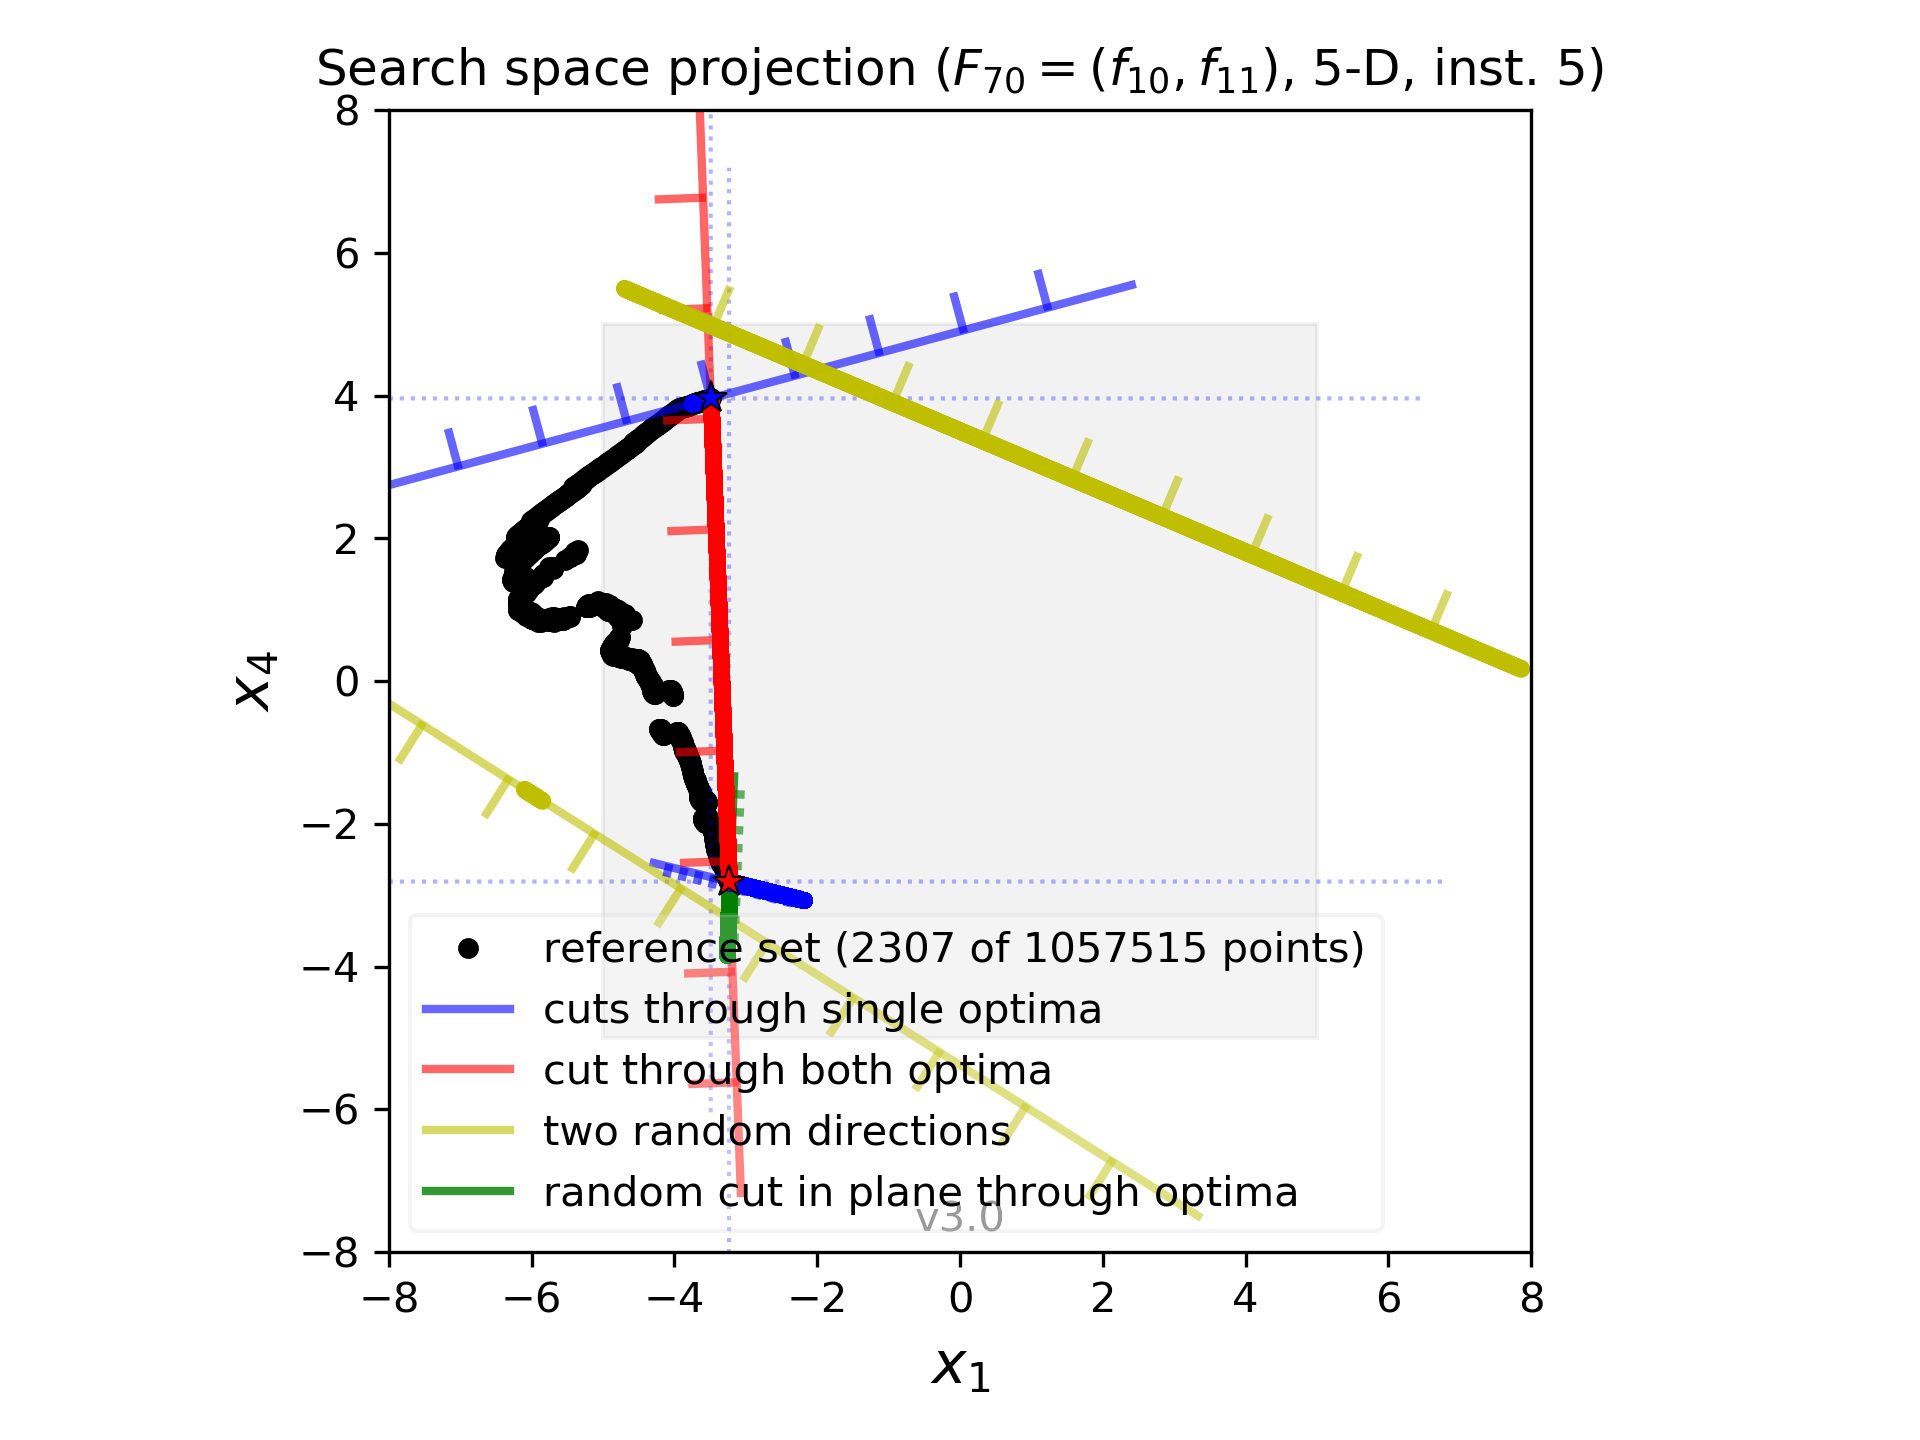 Search space projection (F70 = (f10, f11), 5-D, inst. 5)
8
6
4
2
0
−2
−4
−6
−8
x4
reference set (2307 of 1057515 points)
cuts through single optima
cut through both optima
two random directions
random cut in plane through optima
v3.0
−8 −6 −4 −2 0 2 4 6 8
x1